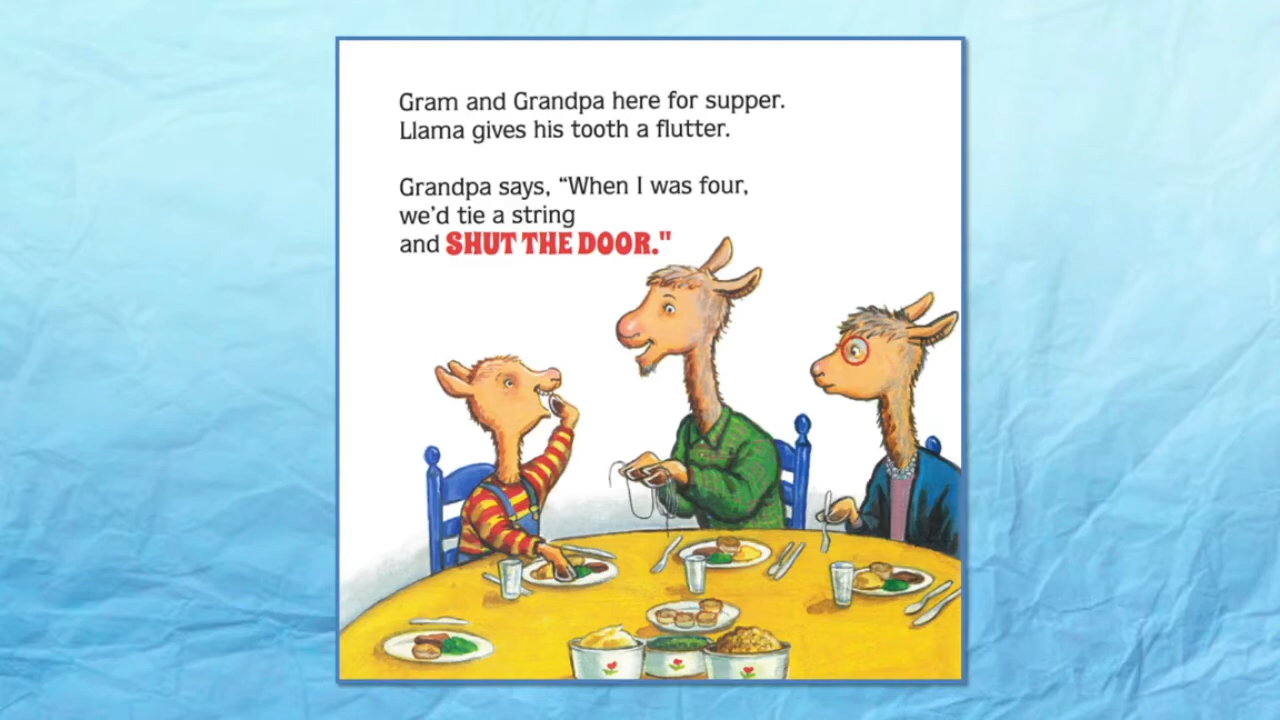 Gram and Grandpa here for supper.
Llama gives his tooth a flutter.
Grandpa says, “When I was four,
we’d tie a string
and SHUT THE DOOR."